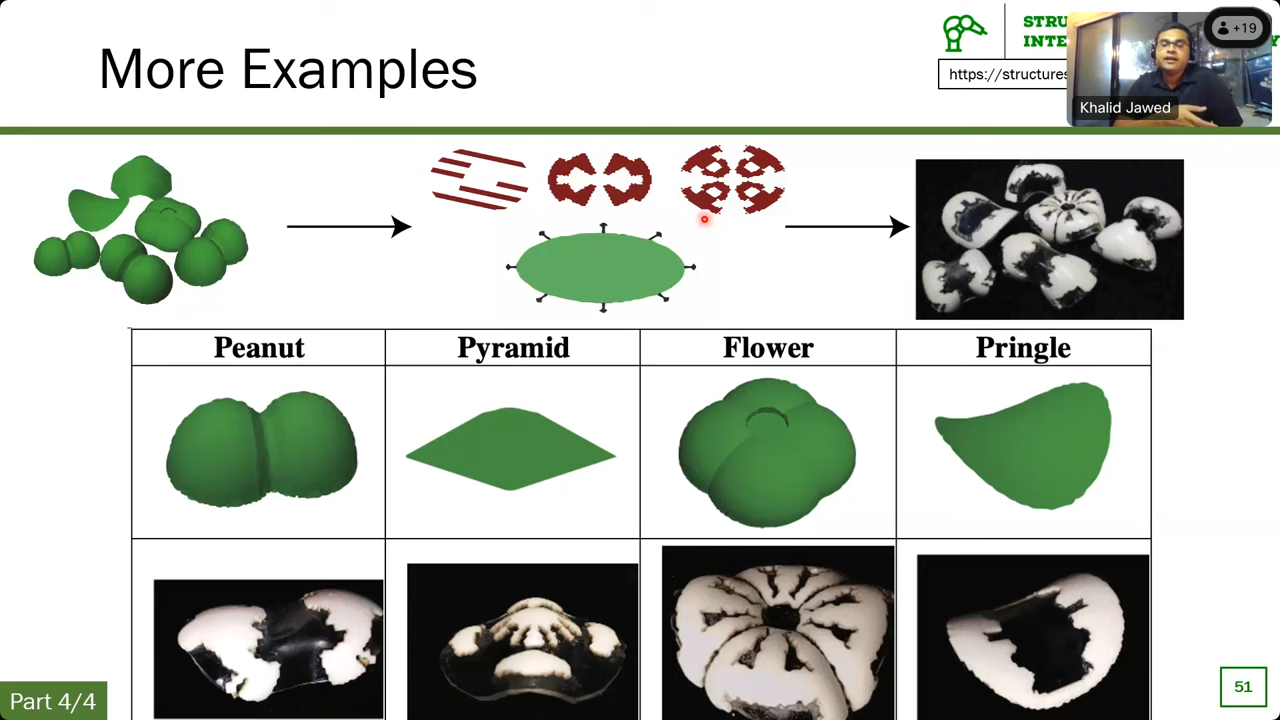 More Examples
STRU
INTE
Y
https://structures
+19
Khalid Jawed
Peanut
Pyramid
Flower
Pringle
Part 4/4
51